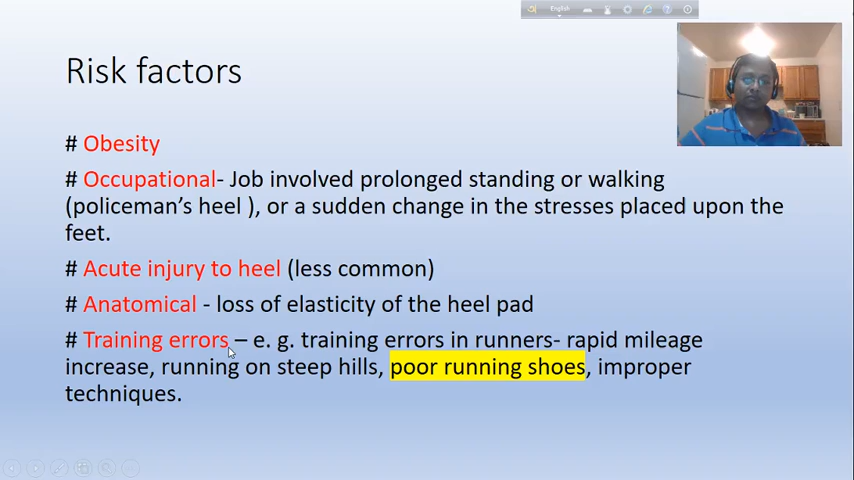 English
Risk factors
# Obesity
# Occupational- Job involved prolonged standing or walking
(policeman's heel ), or a sudden change in the stresses placed upon the
feet.
# Acute injury to heel (less common)
# Anatomical - loss of elasticity of the heel pad
# Training errors – e. g. training errors in runners- rapid mileage
increase, running on steep hills, poor running shoes, improper
techniques.